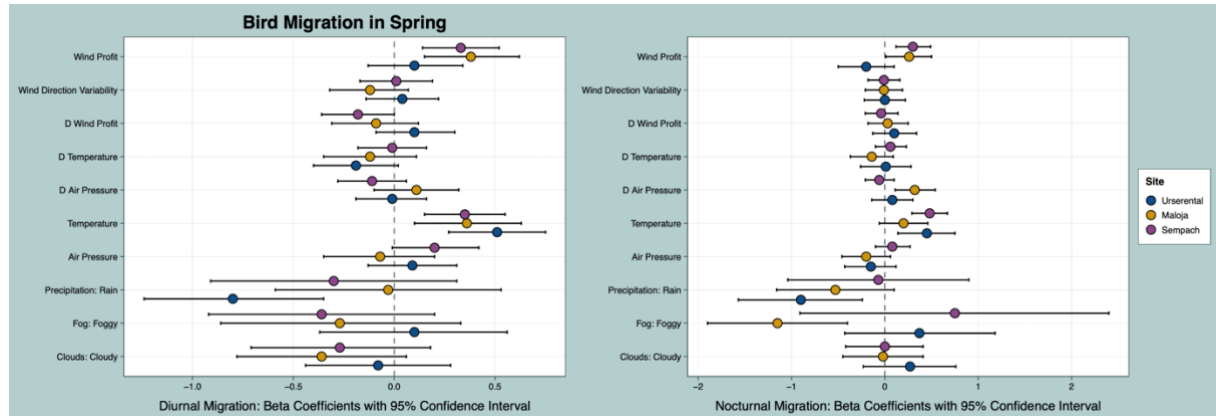 Bird Migration in Spring
Wind Profit
Wind Direction Variability
D Wind Profit
D Temperature
D Air Pressure
Temperature
Air Pressure
Precipitation: Rain
Fog: Foggy
Clouds: Cloudy
−1.0 −0.5 0.0 0.5
Diurnal Migration: Beta Coefficients with 95% Confidence Interval
Wind Profit
Wind Direction Variability
D Wind Profit
D Temperature
D Air Pressure
Temperature
Air Pressure
Precipitation: Rain
Fog: Foggy
Clouds: Cloudy
−2 −1 0 1 2
Nocturnal Migration: Beta Coefficients with 95% Confidence Interval
Site
Urserental
Maloja
Sempach